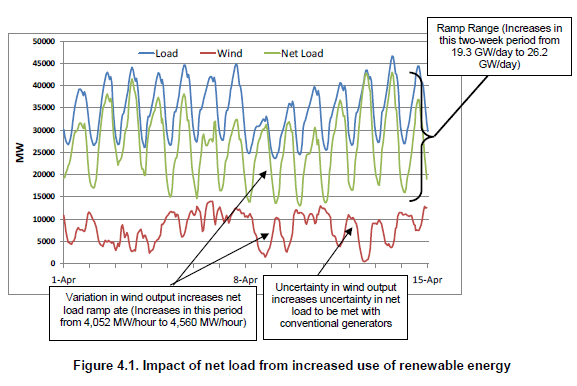 Ramp Range (Increases in
this two-week period from
19.3 GW/day to 26.2
GW/day)
Load Wind Net Load
50000
45000
40000
35000
30000
25000
20000
15000
10000
5000
0
MW
1-Apr 8-Apr 15-Apr
Variation in wind output increases net
load ramp ate (Increases in this period
from 4,052 MW/hour to 4,560 MW/hour)
Uncertainty in wind output
increases uncertainty in net
load to be met with
conventional generators
Figure 4.1. Impact of net load from increased use of renewable energy